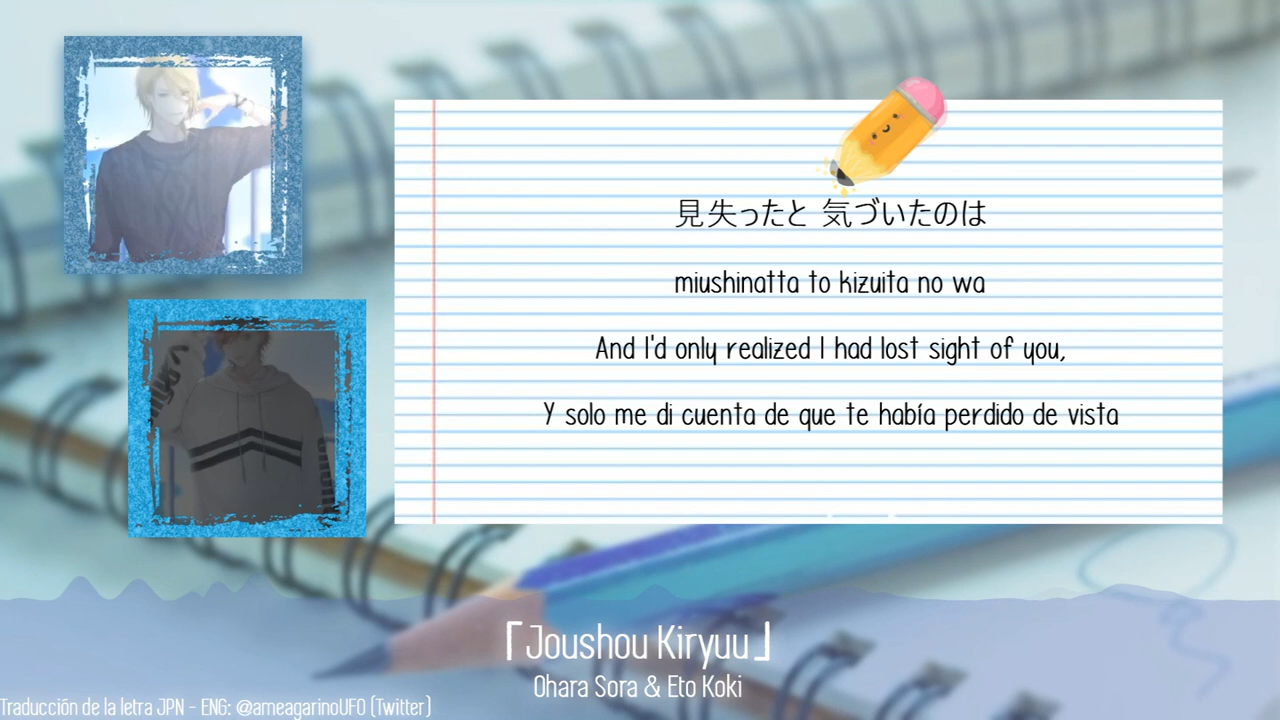 見失ったと 気づいたのは
miushinatta to kizuita no wa
And I'd only realized I had lost sight of you,
Y solo me di cuenta de que te había perdido de vista
「Joushou Kiryuu」
Ohara Sora & Eto Koki
Traducción de la letra JPN - ENG: @ameagarinoUFO (Twitter)